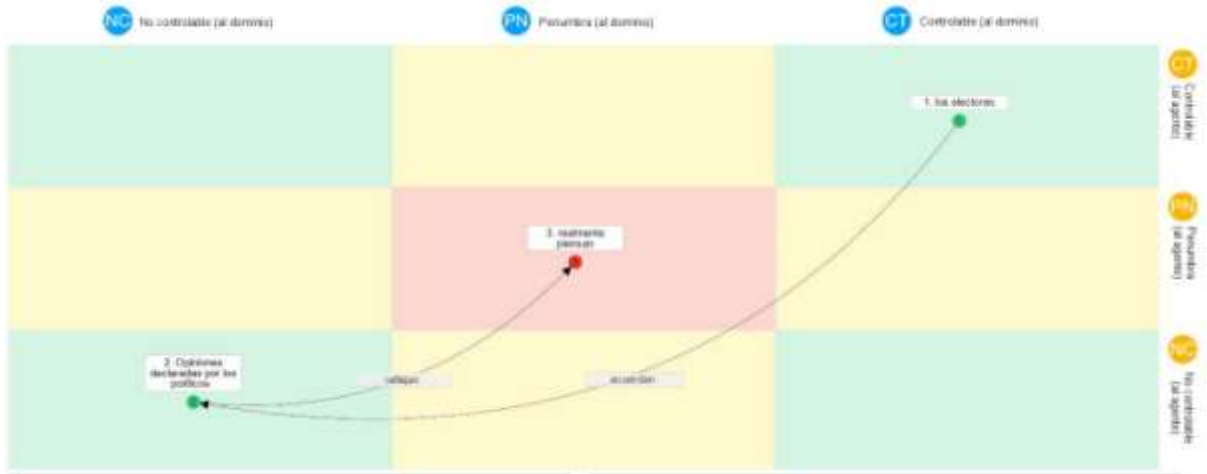 NC No controlable (al dominio)
PN Penumbra (al dominio)
CT Controlable (al dominio)
CT
Controlable
(al agente)
1. los electores
PN
Penumbra
(al agente)
3. realmente
piensan
NC
No controlable
(al agente)
2. Opiniones
declaradas por los
políticos
reflejan